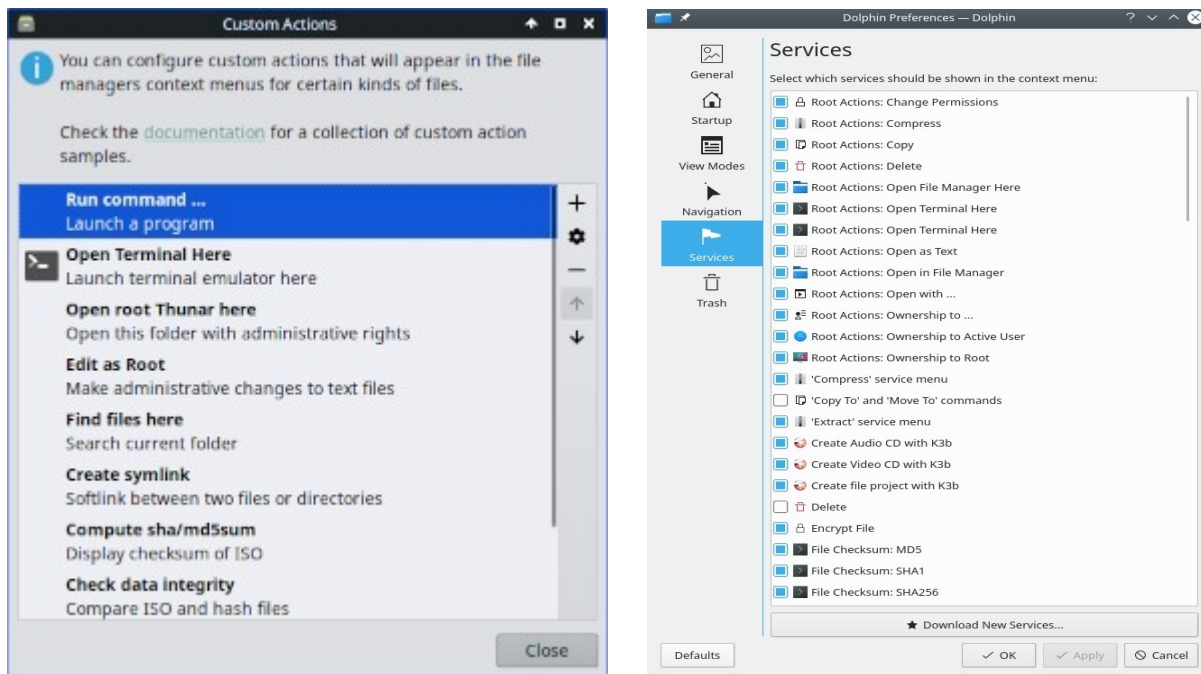 Custom Actions
You can configure custom actions that will appear in the file
managers context menus for certain kinds of files.
Check the documentation for a collection of custom action
samples.
Run command ...
Launch a program
Open Terminal Here
Launch terminal emulator here
Open root Thunar here
Open this folder with administrative rights
Edit as Root
Make administrative changes to text files
Find files here
Search current folder
Create symlink
Softlink between two files or directories
Compute sha/md5sum
Display checksum of ISO
Check data integrity
Compare ISO and hash files
Close
Dolphin Preferences — Dolphin
General
Startup
View Modes
Navigation
Services
Trash
Services
Select which services should be shown in the context menu:
Root Actions: Change Permissions
Root Actions: Compress
Root Actions: Copy
Root Actions: Delete
Root Actions: Open File Manager Here
Root Actions: Open Terminal Here
Root Actions: Open Terminal Here
Root Actions: Open as Text
Root Actions: Open in File Manager
Root Actions: Open with ...
Root Actions: Ownership to ...
Root Actions: Ownership to Active User
Root Actions: Ownership to Root
'Compress' service menu
'Copy To' and 'Move To' commands
'Extract' service menu
Create Audio CD with K3b
Create Video CD with K3b
Create file project with K3b
Delete
Encrypt File
File Checksum: MD5
File Checksum: SHA1
File Checksum: SHA256
Download New Services...
Defaults
OK
Apply
Cancel